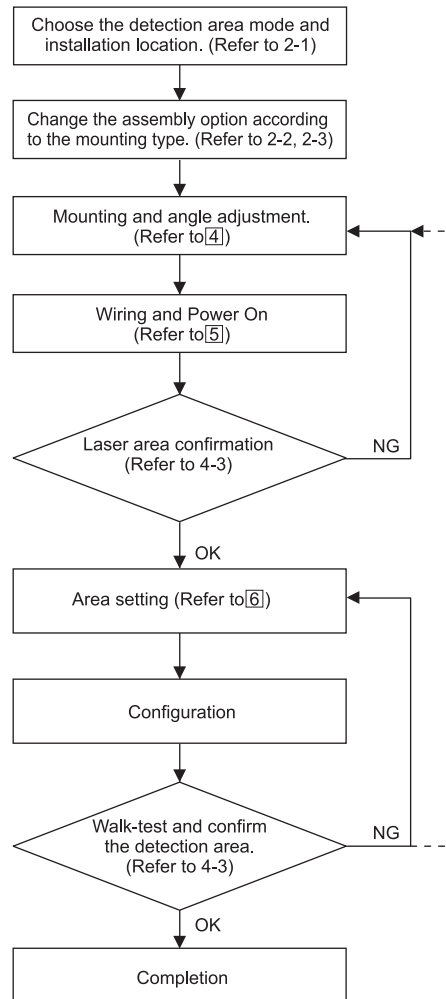 Choose the detection area mode and
installation location. (Refer to 2-1)
Change the assembly option according
to the mounting type. (Refer to 2-2, 2-3)
Mounting and angle adjustment.
(Refer to 4)
Wiring and Power On
(Refer to 5)
Laser area confirmation
(Refer to 4-3)
NG
OK
Area setting (Refer to 6)
Configuration
Walk-test and confirm
the detection area.
(Refer to 4-3)
NG
OK
Completion